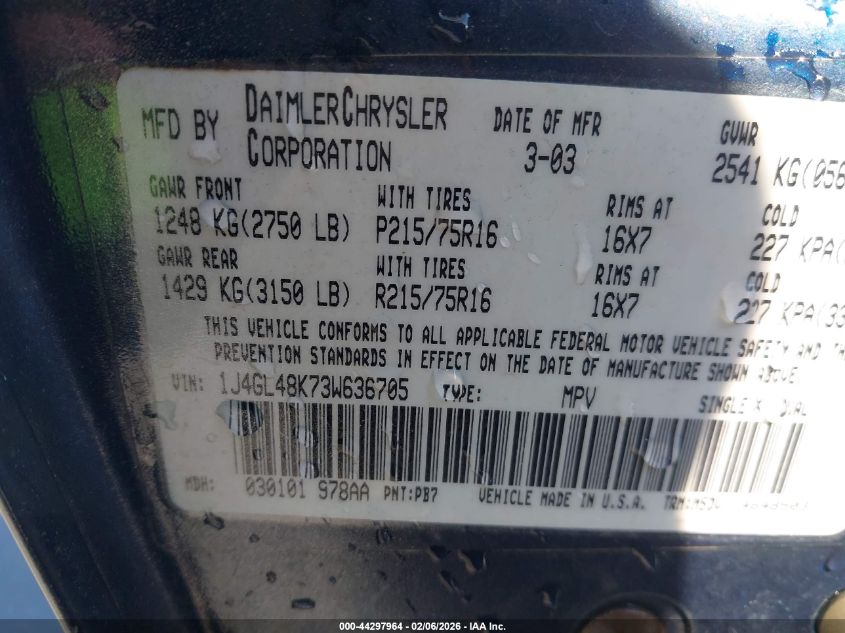 MFD BY DAIMLERCHRYSLER CORPORATION DATE OF MFR 3-03 GVWR 2541 KG(056
GAWR FRONT WITH TIRES RIMS AT COLD
1248 KG(2750 LB) P215/75R16 16X7 227 KPA(
GAWR REAR WITH TIRES RIMS AT COLD
1429 KG(3150 LB) R215/75R16 16X7 227 KPA(33
THIS VEHICLE CONFORMS TO ALL APPLICABLE FEDERAL MOTOR VEHICLE SAFETY AND
PREVENTION STANDARDS IN EFFECT ON THE DATE OF MANUFACTURE SHOWN ABOVE
VIN: 1J4GL48K73W636705 TYPE: MPV SINGLE X
MDH: 030101 978AA PNT:PB7 VEHICLE MADE IN U.S.A.
000-44297964 - 02/06/2026 - IAA Inc.